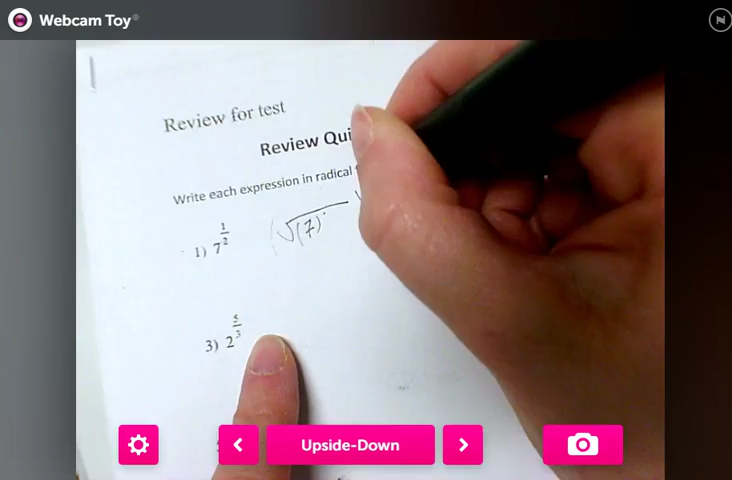 Webcam Toy
Review for test
Review Qui
Write each expression in radical
1) 7^(1/2) √(7)
3) 2^(5/3)
Upside-Down